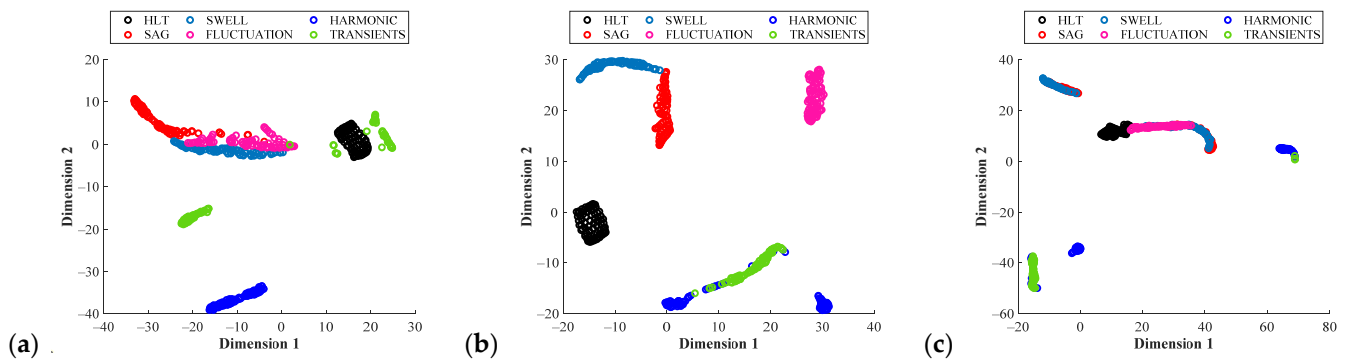 HLT SWELL HARMONIC
SAG FLUCTUATION TRANSIENTS
20
10
0
−10
−20
−30
−40
−40 −30 −20 −10 0 10 20 30
Dimension 2
Dimension 1
(a)
HLT SWELL HARMONIC
SAG FLUCTUATION TRANSIENTS
30
20
10
0
−10
−20
−20 0 20 40
Dimension 2
Dimension 1
(b)
HLT SWELL HARMONIC
SAG FLUCTUATION TRANSIENTS
40
20
0
−20
−40
−60
−20 0 20 40 60 80
Dimension 2
Dimension 1
(c)